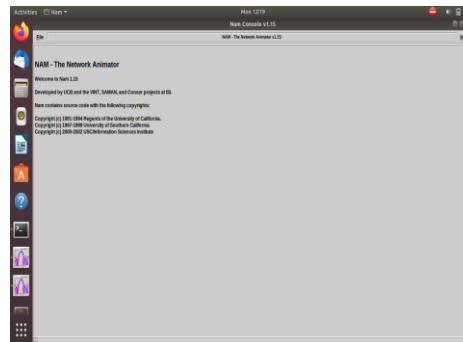 Activities Nam Mon 12:19
Nam Console v1.15
File NAM - The Network Animator v1.15
NAM - The Network Animator
Welcome to Nam 1.15
Developed by UCB and the VINT, SAMAN, and Conser projects at ISI.
Nam contains source code with the following copyrights:
Copyright (c) 1991-1994 Regents of the University of California.
Copyright (c) 1997-1999 University of Southern California
Copyright (c) 2000-2002 USC/Information Sciences Institute